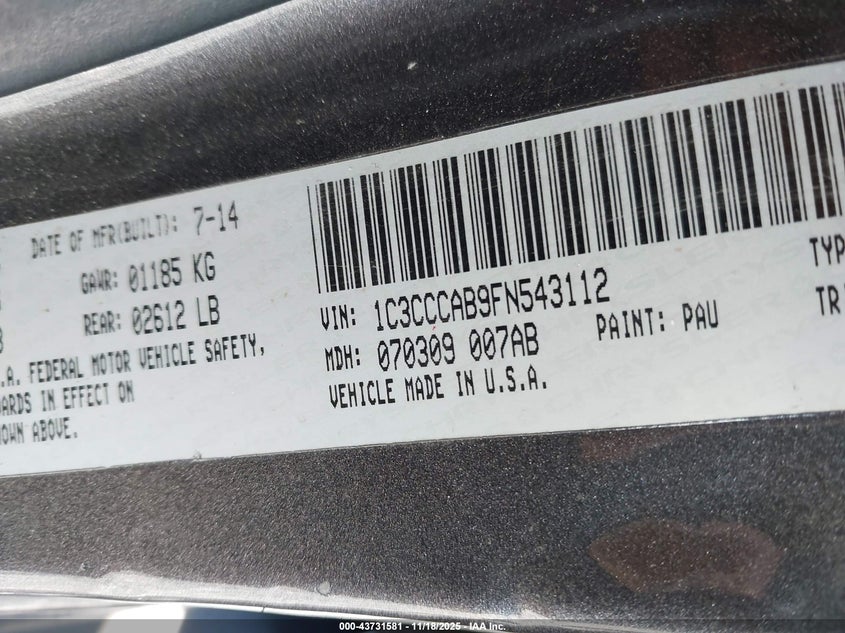 DATE OF MFR(BUILT): 7-14
GAWR: 01185 KG
REAR: 02612 LB
.A. FEDERAL MOTOR VEHICLE SAFETY,
ARDS IN EFFECT ON
OWN ABOVE.
VIN: 1C3CCCAB9FN543112
MDH: 070309 007AB
PAINT: PAU
VEHICLE MADE IN U.S.A.
TYP
TR
000-43731581 - 11/18/2025 - IAA Inc.